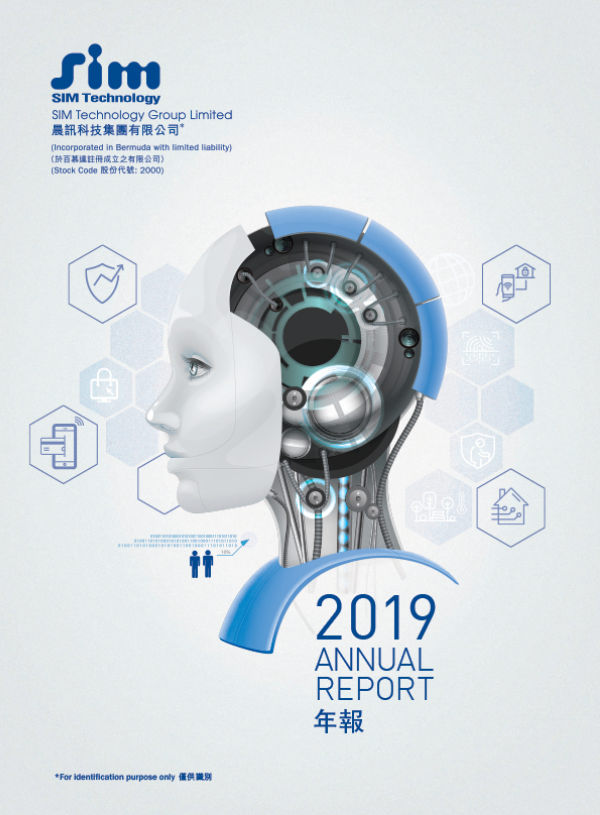 sim
SIM Technology
SIM Technology Group Limited
晨訊科技集團有限公司*
(Incorporated in Bermuda with limited liability)
(於百慕達註冊成立之有限公司)
(Stock Code 股份代號: 2000)
10%
2019
ANNUAL
REPORT
年報
*For identification purpose only 僅供識別